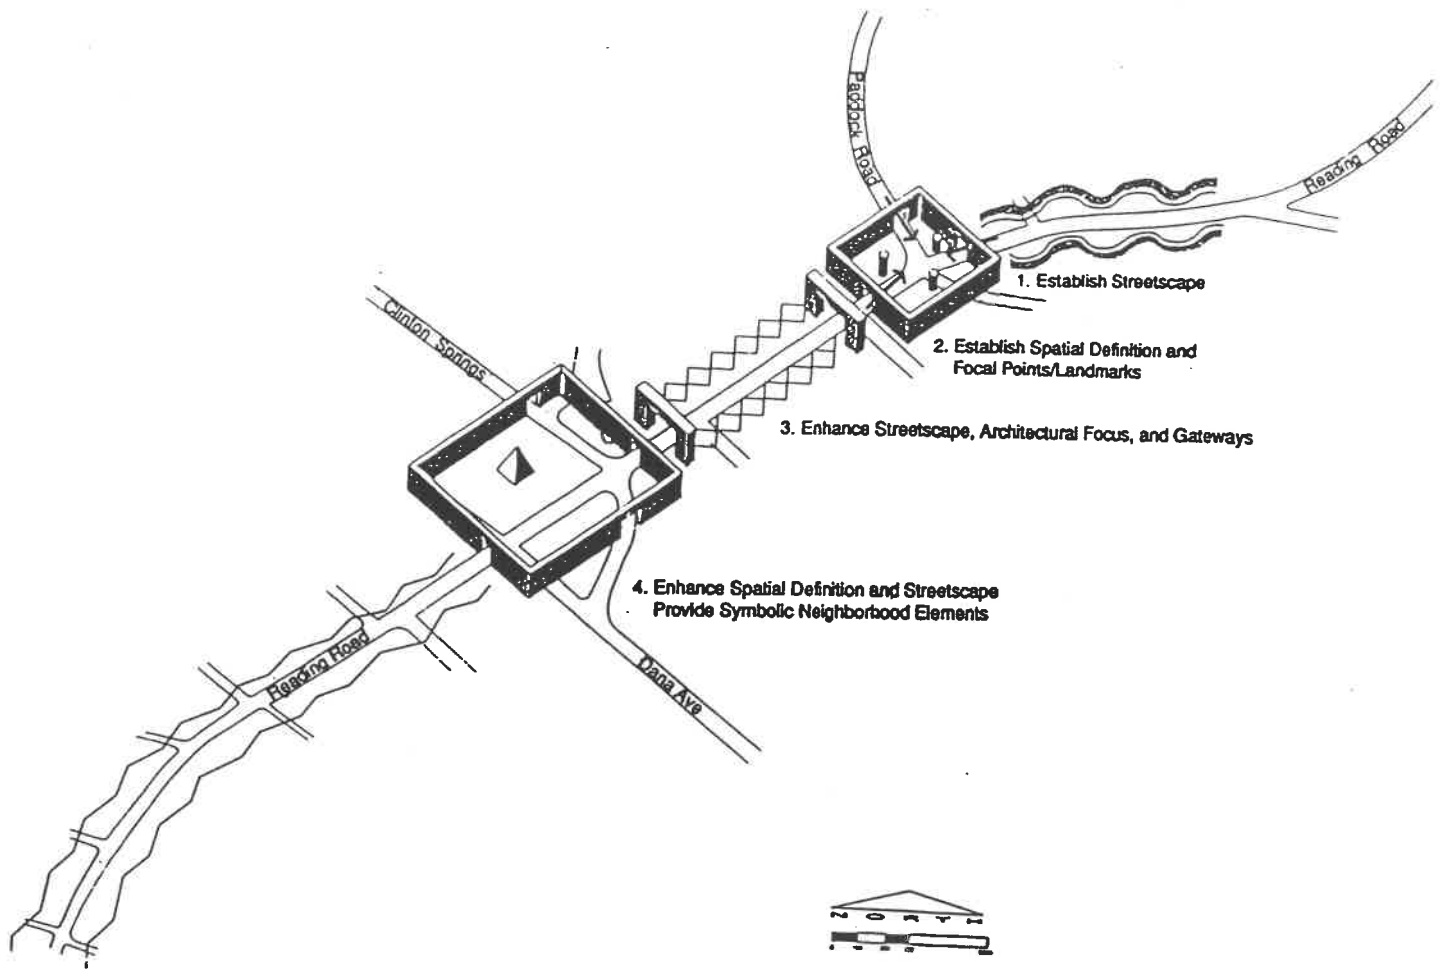 Paddock Road
Reading Road
1. Establish Streetscape
2. Establish Spatial Definition and
Focal Points/Landmarks
Clinton Springs
3. Enhance Streetscape, Architectural Focus, and Gateways
4. Enhance Spatial Definition and Streetscape
Provide Symbolic Neighborhood Elements
Reading Road
Dana Ave
NORTH